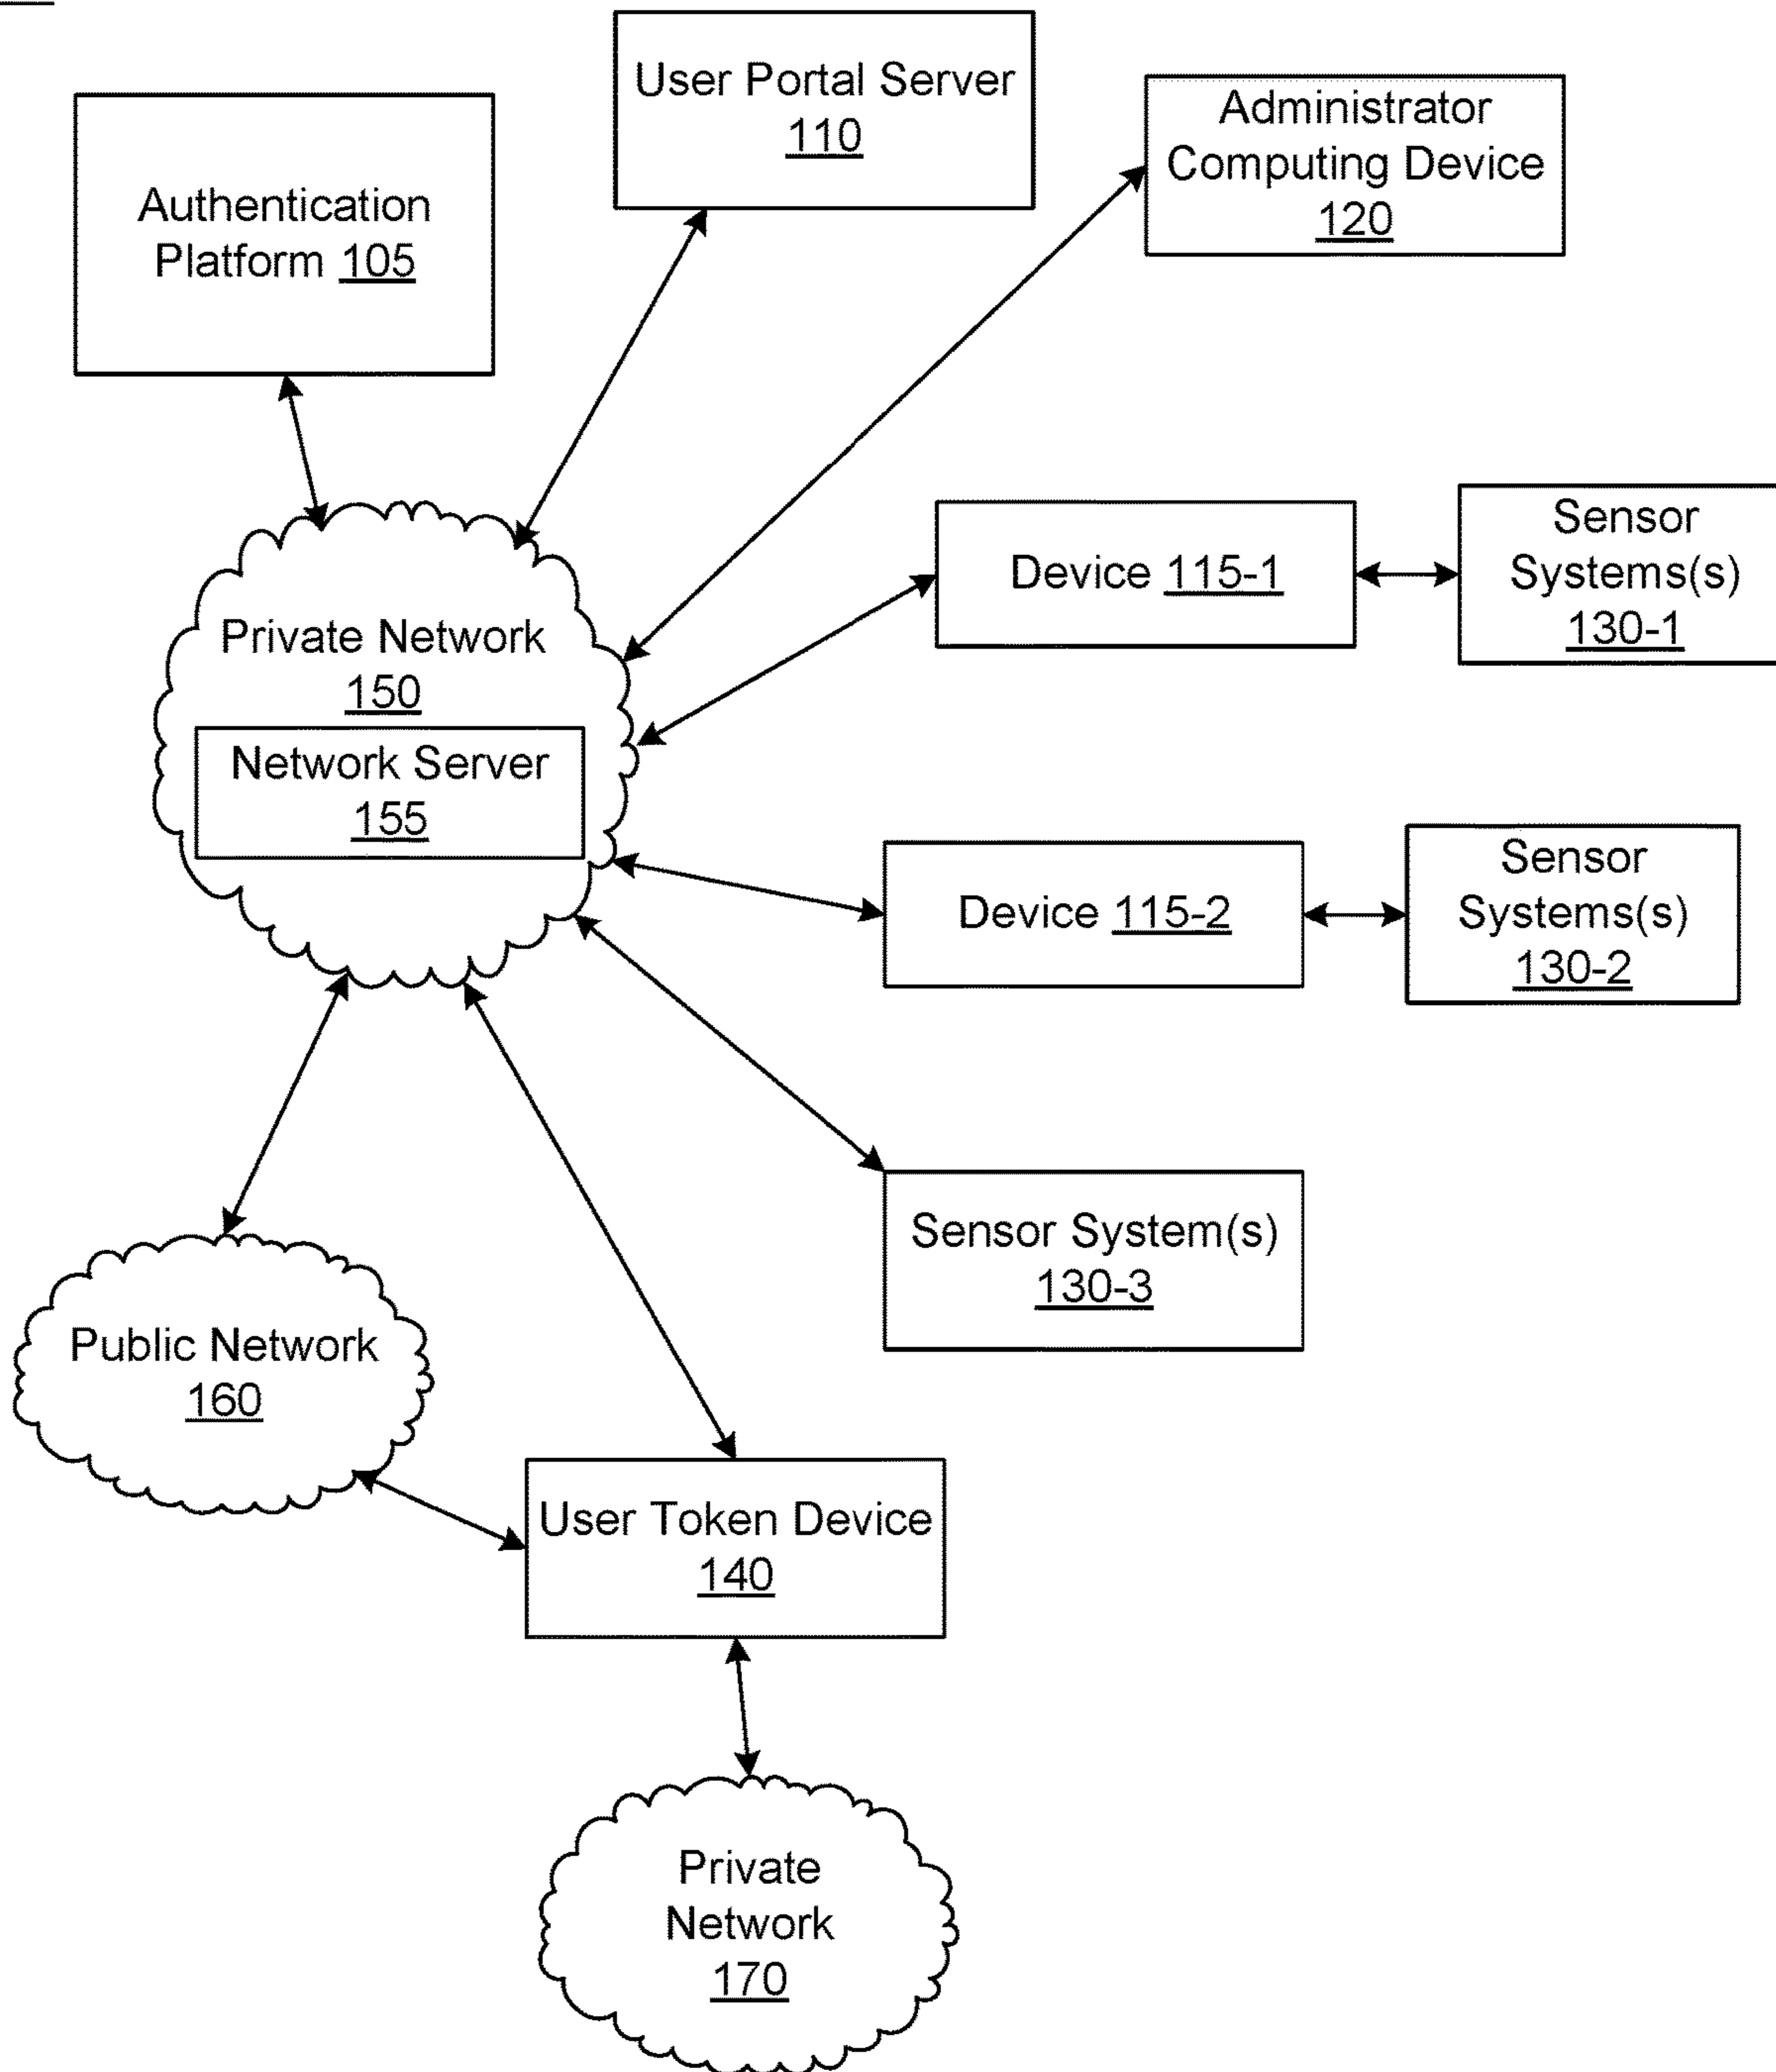 User Portal Server
110
Administrator
Computing Device
120
Authentication
Platform 105
Sensor
Systems(s)
130-1
Device 115-1
Private Network
150
Network Server
155
Sensor
Systems(s)
130-2
Device 115-2
Sensor System(s)
130-3
Public Network
160
User Token Device
140
Private
Network
170